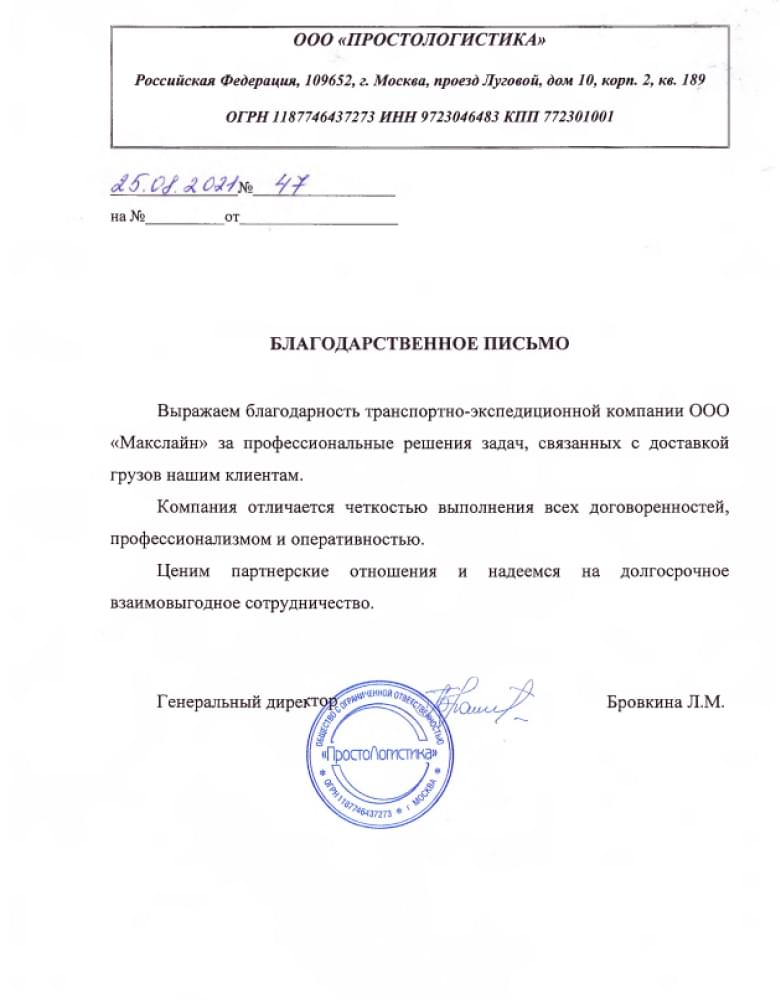 ООО «ПРОСТОЛОГИСТИКА»
Российская Федерация, 109652, г. Москва, проезд Луговой, дом 10, корп. 2, кв. 189
ОГРН 1187746437273 ИНН 9723046483 КПП 772301001
25.08.2021 № 47
на №__________от____________________
БЛАГОДАРСТВЕННОЕ ПИСЬМО
Выражаем благодарность транспортно-экспедиционной компании ООО
«Макслайн» за профессиональные решения задач, связанных с доставкой
грузов нашим клиентам.
Компания отличается четкостью выполнения всех договоренностей,
профессионализмом и оперативностью.
Ценим партнерские отношения и надеемся на долгосрочное
взаимовыгодное сотрудничество.
Генеральный директор Бровкина Л.М.
ОБЩЕСТВО С ОГРАНИЧЕННОЙ ОТВЕТСТВЕННОСТЬЮ
«ПростоЛогистика»
ОГРН 1187746437273 * г МОСКВА *